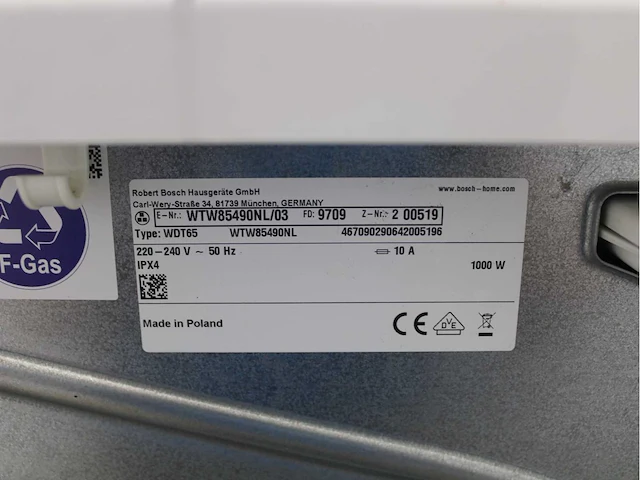 Robert Bosch Hausgeräte GmbH
Carl-Wery-Straße 34, 81739 München, GERMANY
www.bosch-home.com
E-Nr.: WTW85490NL/03 FD: 9709 Z-Nr.: 2 00519
Type: WDT65 WTW85490NL 467090290642005196
220-240 V ~ 50 Hz 10 A
IPX4 1000 W
Made in Poland
CE DVE
F-Gas